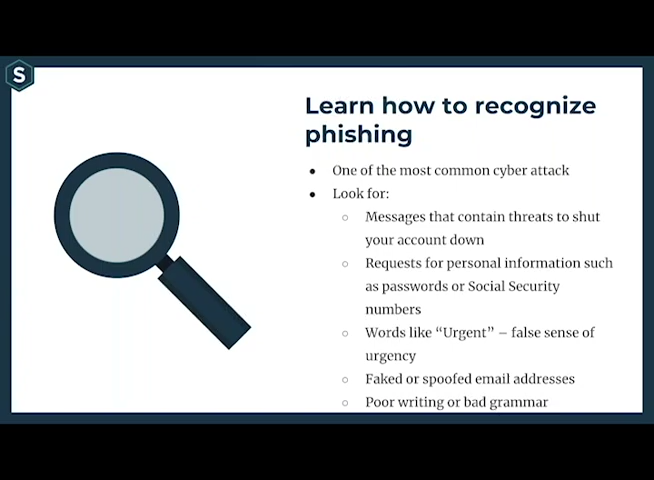 S
Learn how to recognize
phishing
● One of the most common cyber attack
● Look for:
○ Messages that contain threats to shut
your account down
○ Requests for personal information such
as passwords or Social Security
numbers
○ Words like “Urgent” – false sense of
urgency
○ Faked or spoofed email addresses
○ Poor writing or bad grammar